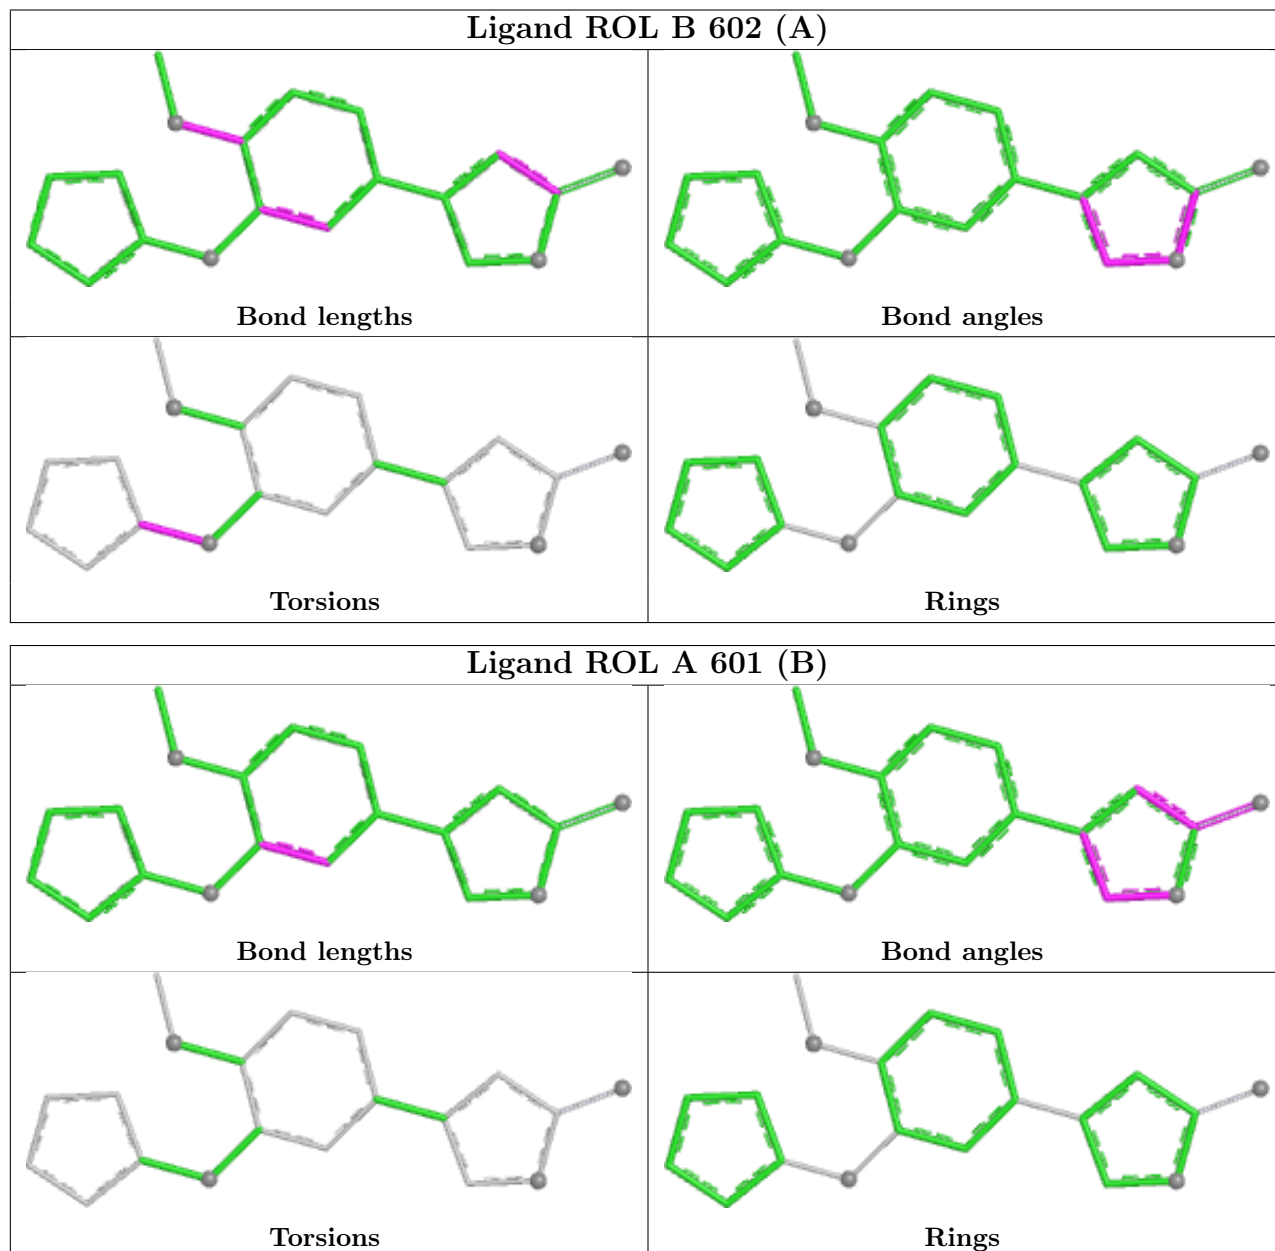 Ligand ROL B 602 (A)
Bond lengths
Bond angles
Torsions
Rings
Ligand ROL A 601 (B)
Bond lengths
Bond angles
Torsions
Rings